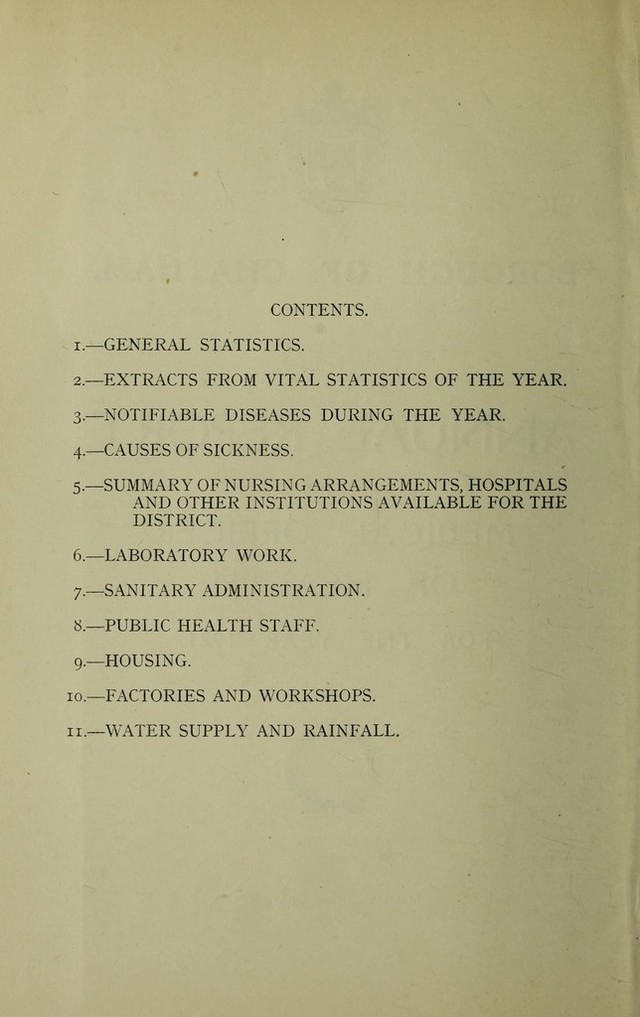 CONTENTS.
1.—GENERAL STATISTICS.
2.—EXTRACTS FROM VITAL STATISTICS OF THE YEAR.
3.—NOTIFIABLE DISEASES DURING THE YEAR.
4.—CAUSES OF SICKNESS.
5.—SUMMARY OF NURSING ARRANGEMENTS, HOSPITALS
AND OTHER INSTITUTIONS AVAILABLE FOR THE
DISTRICT.
6.—LABORATORY WORK.
7.—SANITARY ADMINISTRATION.
8.—PUBLIC HEALTH STAFF.
9.—HOUSING.
10.—FACTORIES AND WORKSHOPS.
11.—WATER SUPPLY AND RAINFALL.